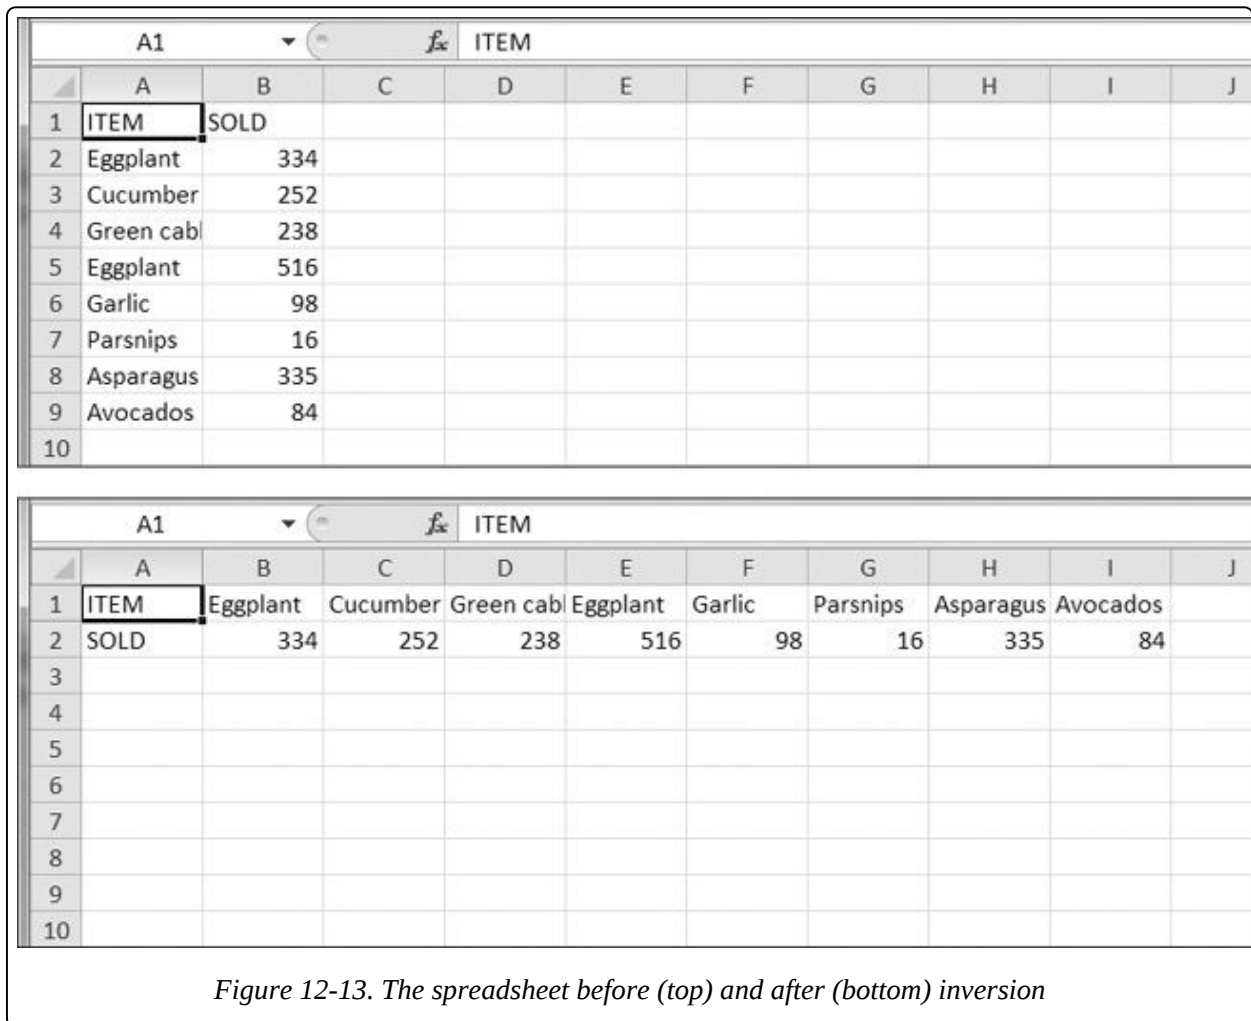 A1 fx ITEM
A B C D E F G H I J
1 ITEM SOLD
2 Eggplant 334
3 Cucumber 252
4 Green cabl 238
5 Eggplant 516
6 Garlic 98
7 Parsnips 16
8 Asparagus 335
9 Avocados 84
10
A1 fx ITEM
A B C D E F G H I J
1 ITEM Eggplant Cucumber Green cabl Eggplant Garlic Parsnips Asparagus Avocados
2 SOLD 334 252 238 516 98 16 335 84
3
4
5
6
7
8
9
10
Figure 12-13. The spreadsheet before (top) and after (bottom) inversion